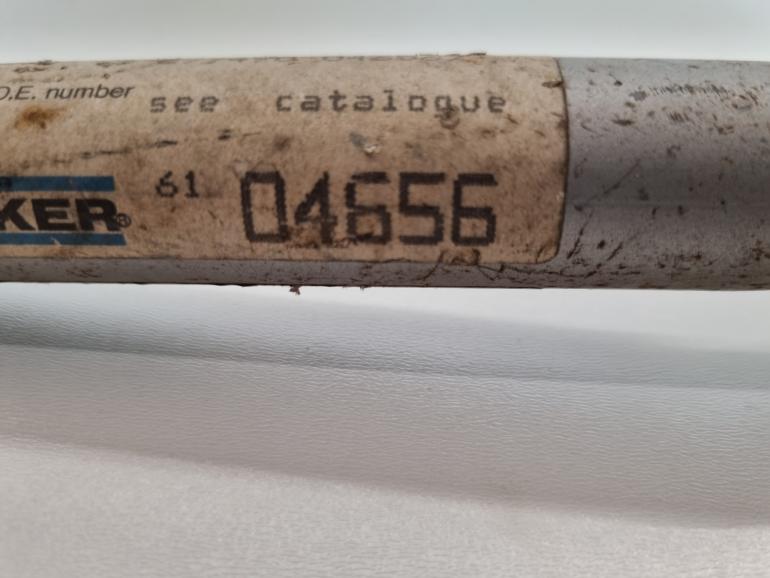 O.E. number see catalogue
KER® 61 04656